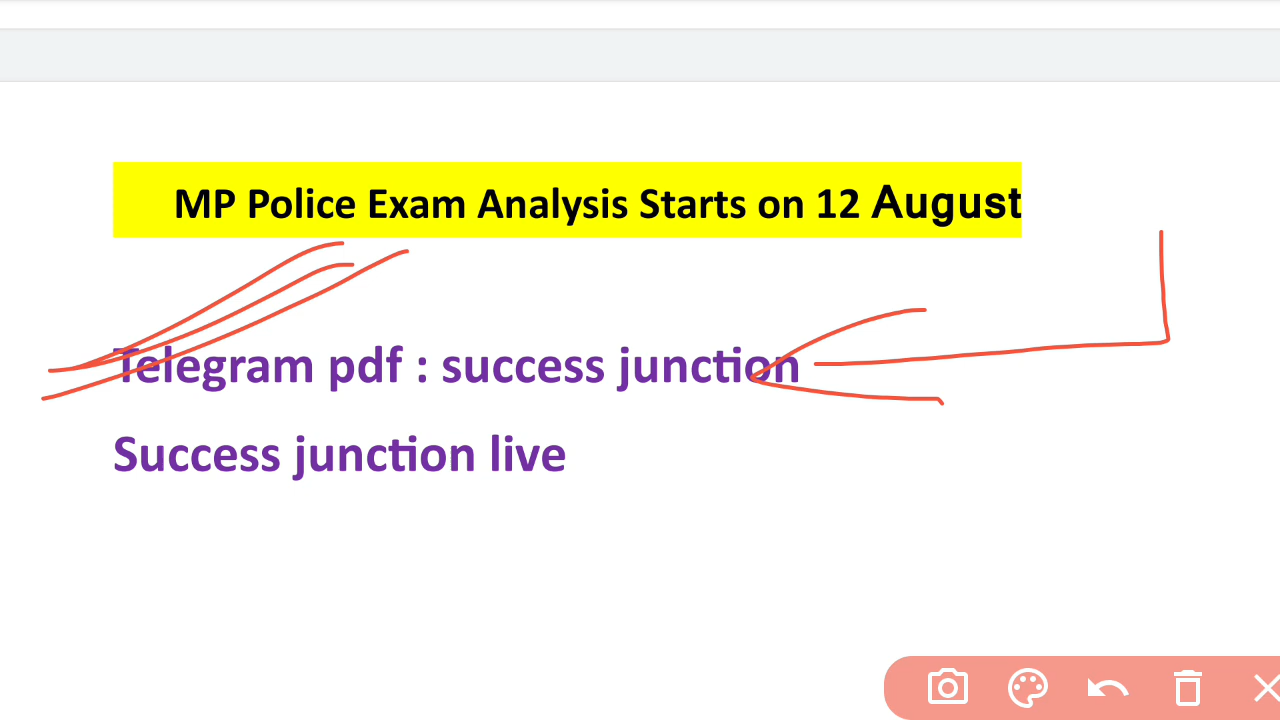 MP Police Exam Analysis Starts on 12 August
Telegram pdf : success junction
Success junction live